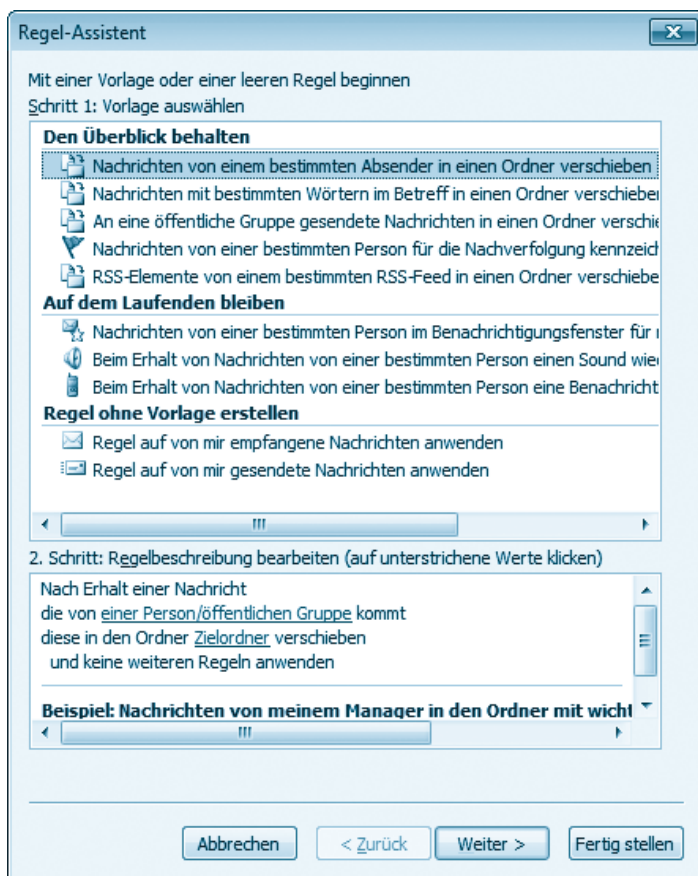 Regel-Assistent
Mit einer Vorlage oder einer leeren Regel beginnen
Schritt 1: Vorlage auswählen
Den Überblick behalten
Nachrichten von einem bestimmten Absender in einen Ordner verschieben
Nachrichten mit bestimmten Wörtern im Betreff in einen Ordner verschieben
An eine öffentliche Gruppe gesendete Nachrichten in einen Ordner verschie
Nachrichten von einer bestimmten Person für die Nachverfolgung kennzeich
RSS-Elemente von einem bestimmten RSS-Feed in einen Ordner verschiebe
Auf dem Laufenden bleiben
Nachrichten von einer bestimmten Person im Benachrichtigungsfenster für
Beim Erhalt von Nachrichten von einer bestimmten Person einen Sound wie
Beim Erhalt von Nachrichten von einer bestimmten Person eine Benachricht
Regel ohne Vorlage erstellen
Regel auf von mir empfangene Nachrichten anwenden
Regel auf von mir gesendete Nachrichten anwenden
2. Schritt: Regelbeschreibung bearbeiten (auf unterstrichene Werte klicken)
Nach Erhalt einer Nachricht
die von einer Person/öffentlichen Gruppe kommt
diese in den Ordner Zielordner verschieben
und keine weiteren Regeln anwenden
Beispiel: Nachrichten von meinem Manager in den Ordner mit wicht
Abbrechen
< Zurück
Weiter >
Fertig stellen